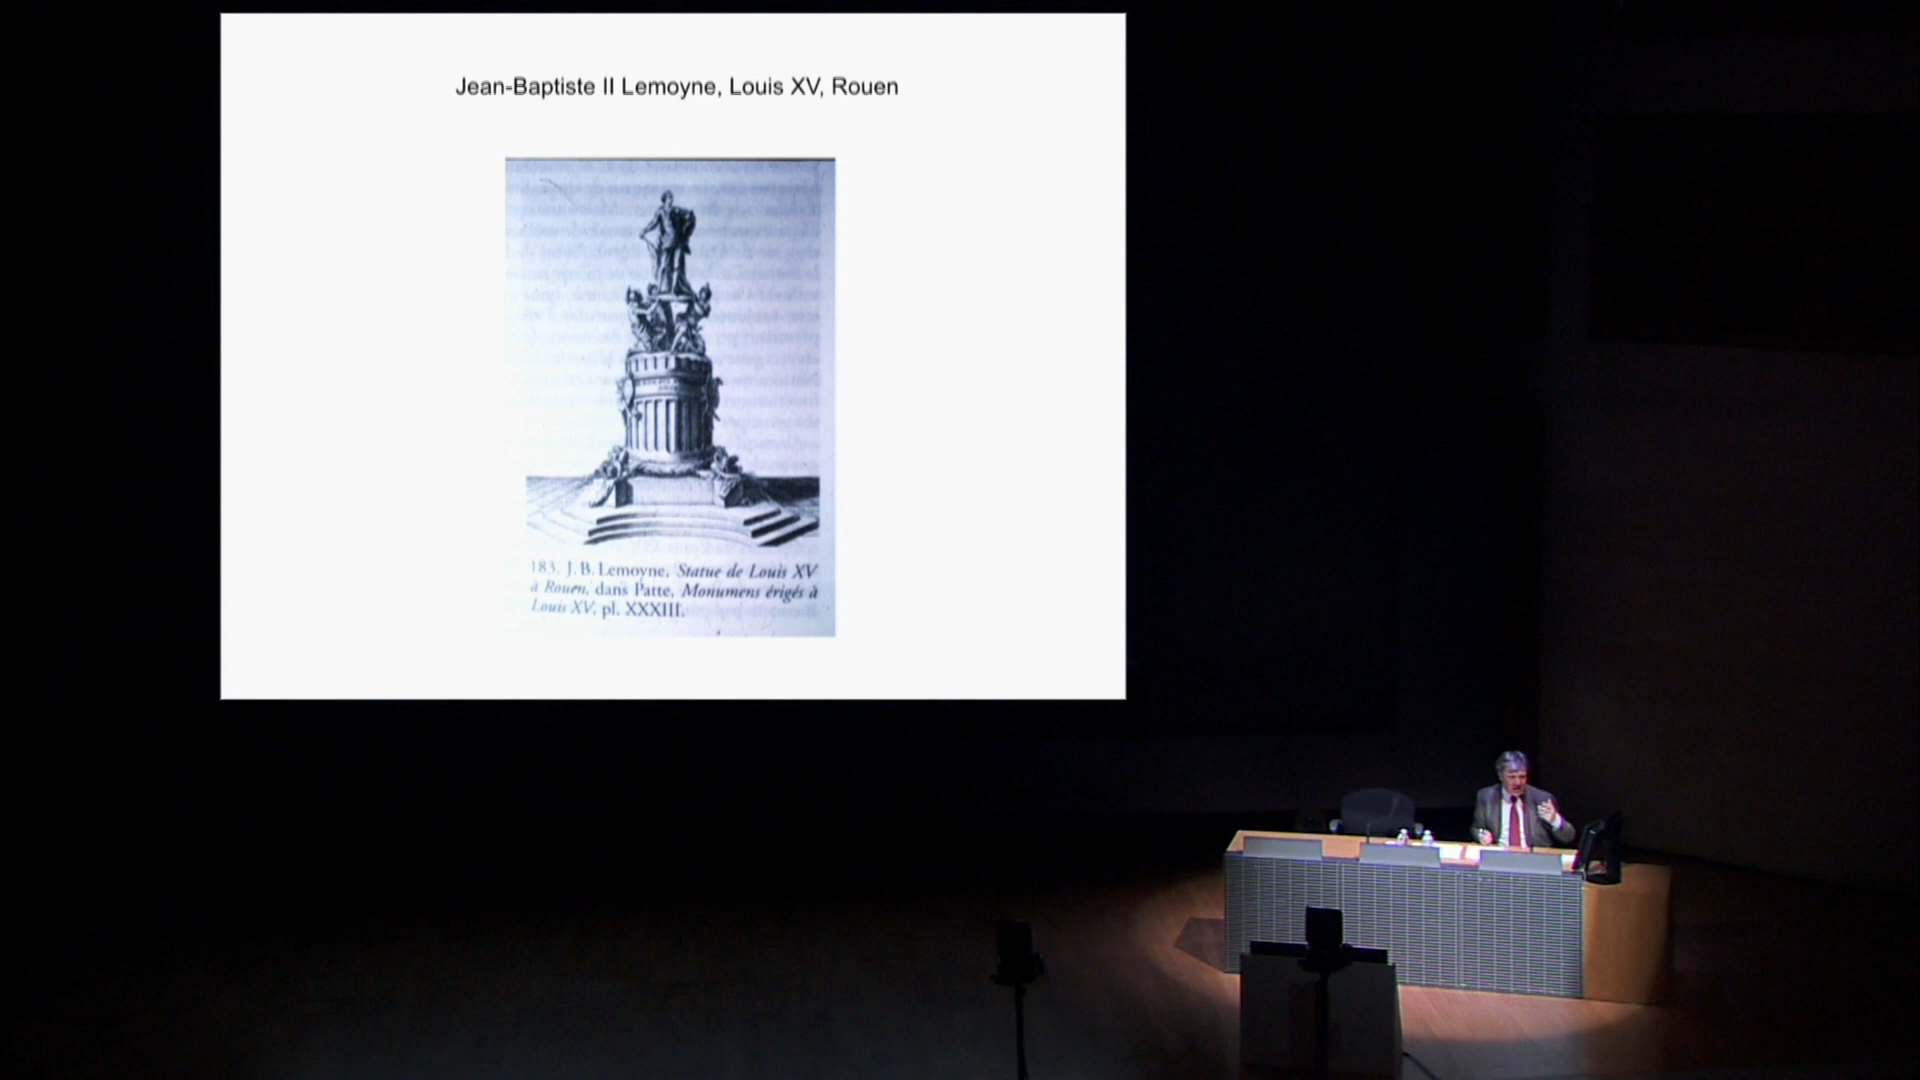 Jean-Baptiste II Lemoyne, Louis XV, Rouen
183. J. B. Lemoyne, Statue de Louis XV
à Rouen, dans Patte, Monumens érigés à
Louis XV, pl. XXXIII.